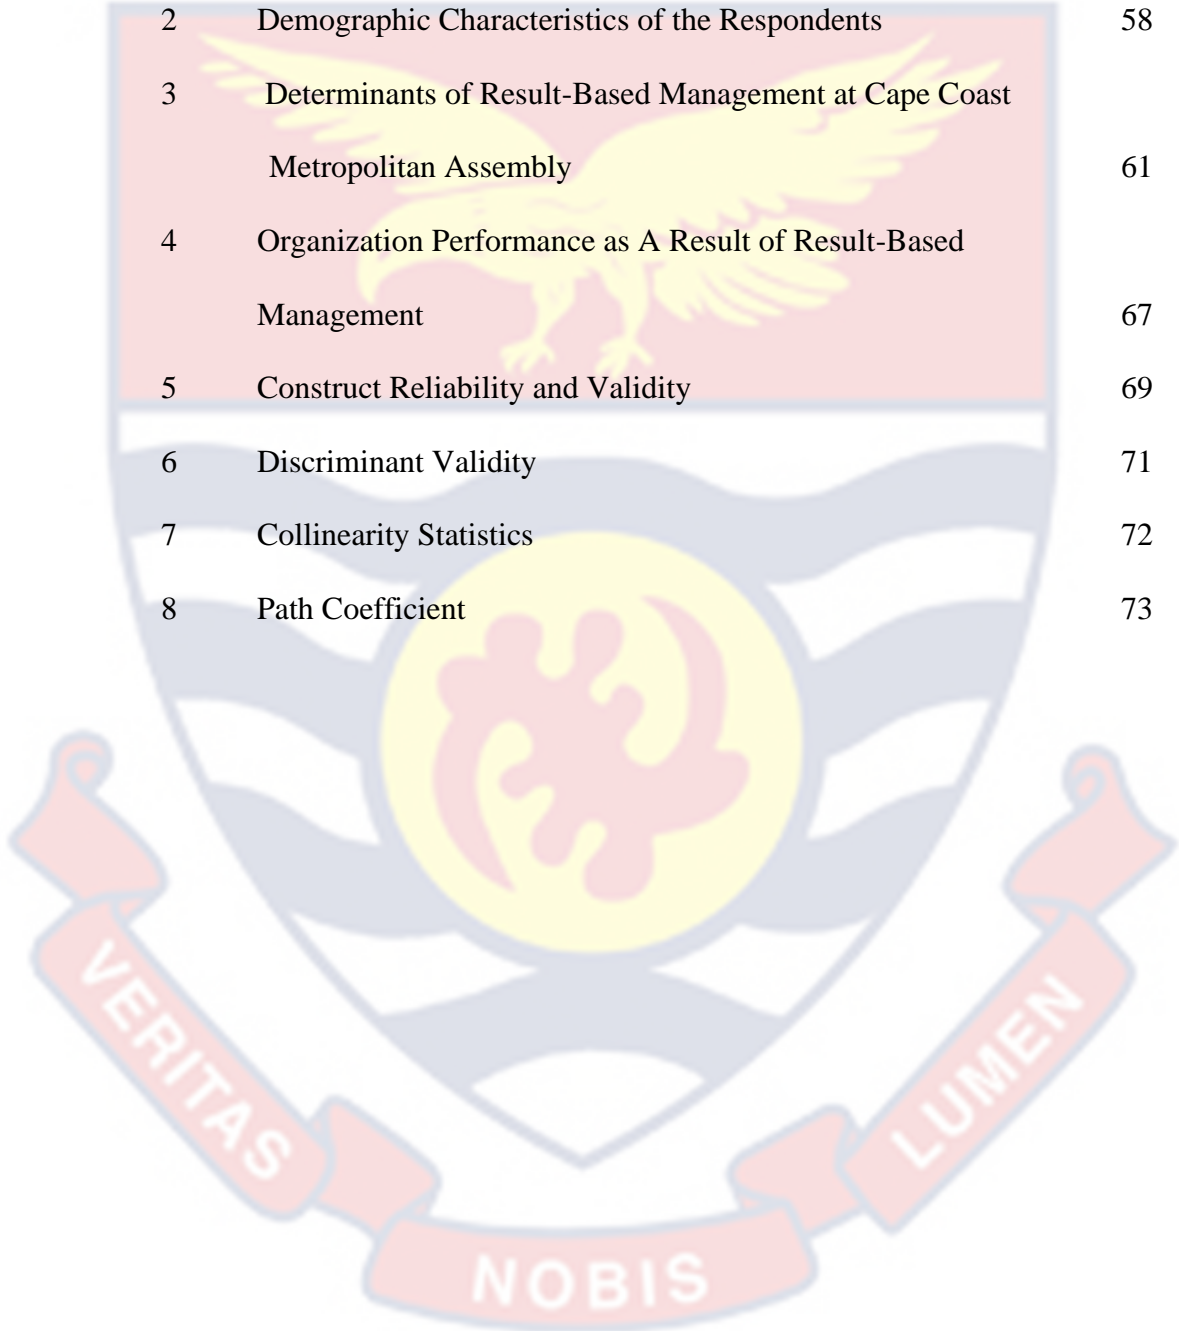 2 Demographic Characteristics of the Respondents 58
3 Determinants of Result-Based Management at Cape Coast
Metropolitan Assembly 61
4 Organization Performance as A Result of Result-Based
Management 67
5 Construct Reliability and Validity 69
6 Discriminant Validity 71
7 Collinearity Statistics 72
8 Path Coefficient 73
VERITAS
NOBIS
LUMEN